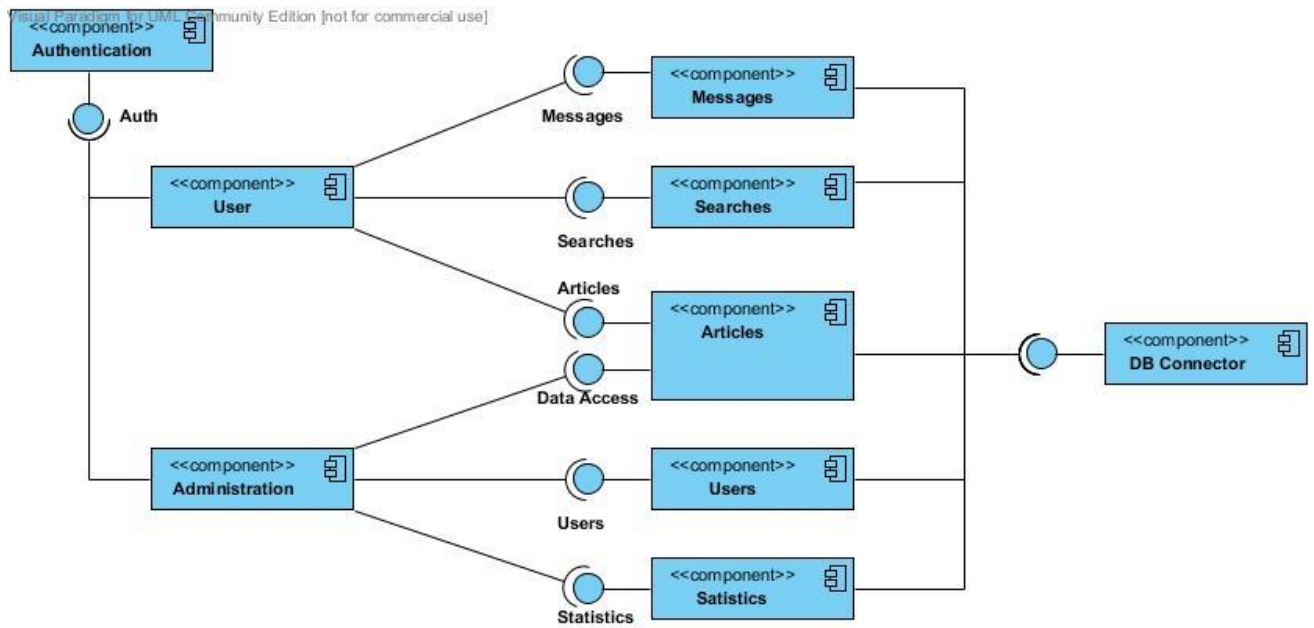 Visual Paradigm for UML Community Edition [not for commercial use]
<<component>>
Authentication
Auth
<<component>>
User
Messages
<<component>>
Messages
Searches
<<component>>
Searches
Articles
<<component>>
Articles
Data Access
<<component>>
DB Connector
<<component>>
Administration
Users
<<component>>
Users
Statistics
<<component>>
Satistics